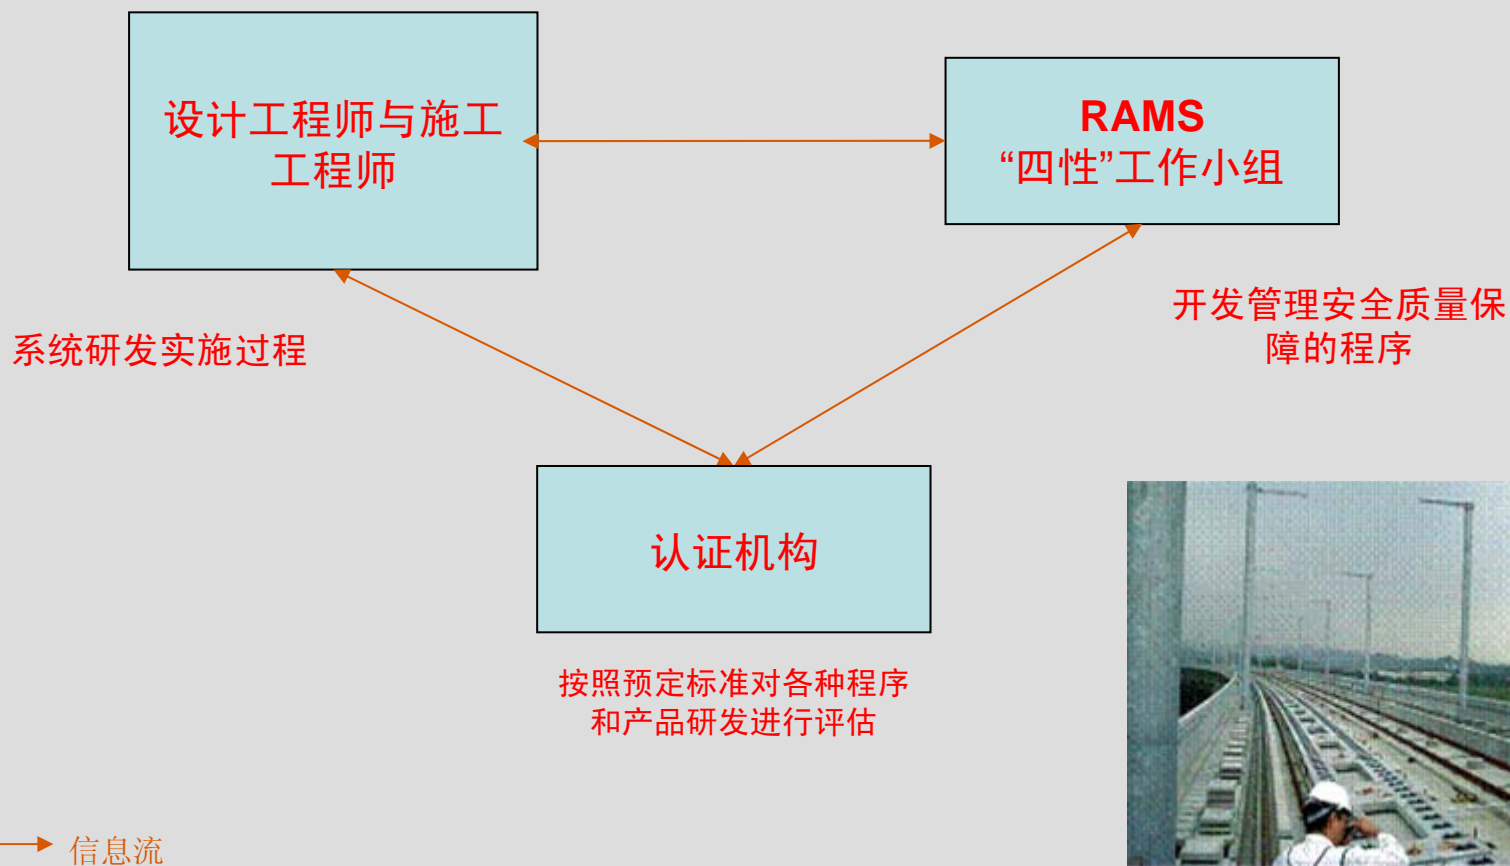 设计工程师与施工
工程师
RAMS
“四性”工作小组
开发管理安全质量保
障的程序
系统研发实施过程
认证机构
按照预定标准对各种程序
和产品研发进行评估
信息流